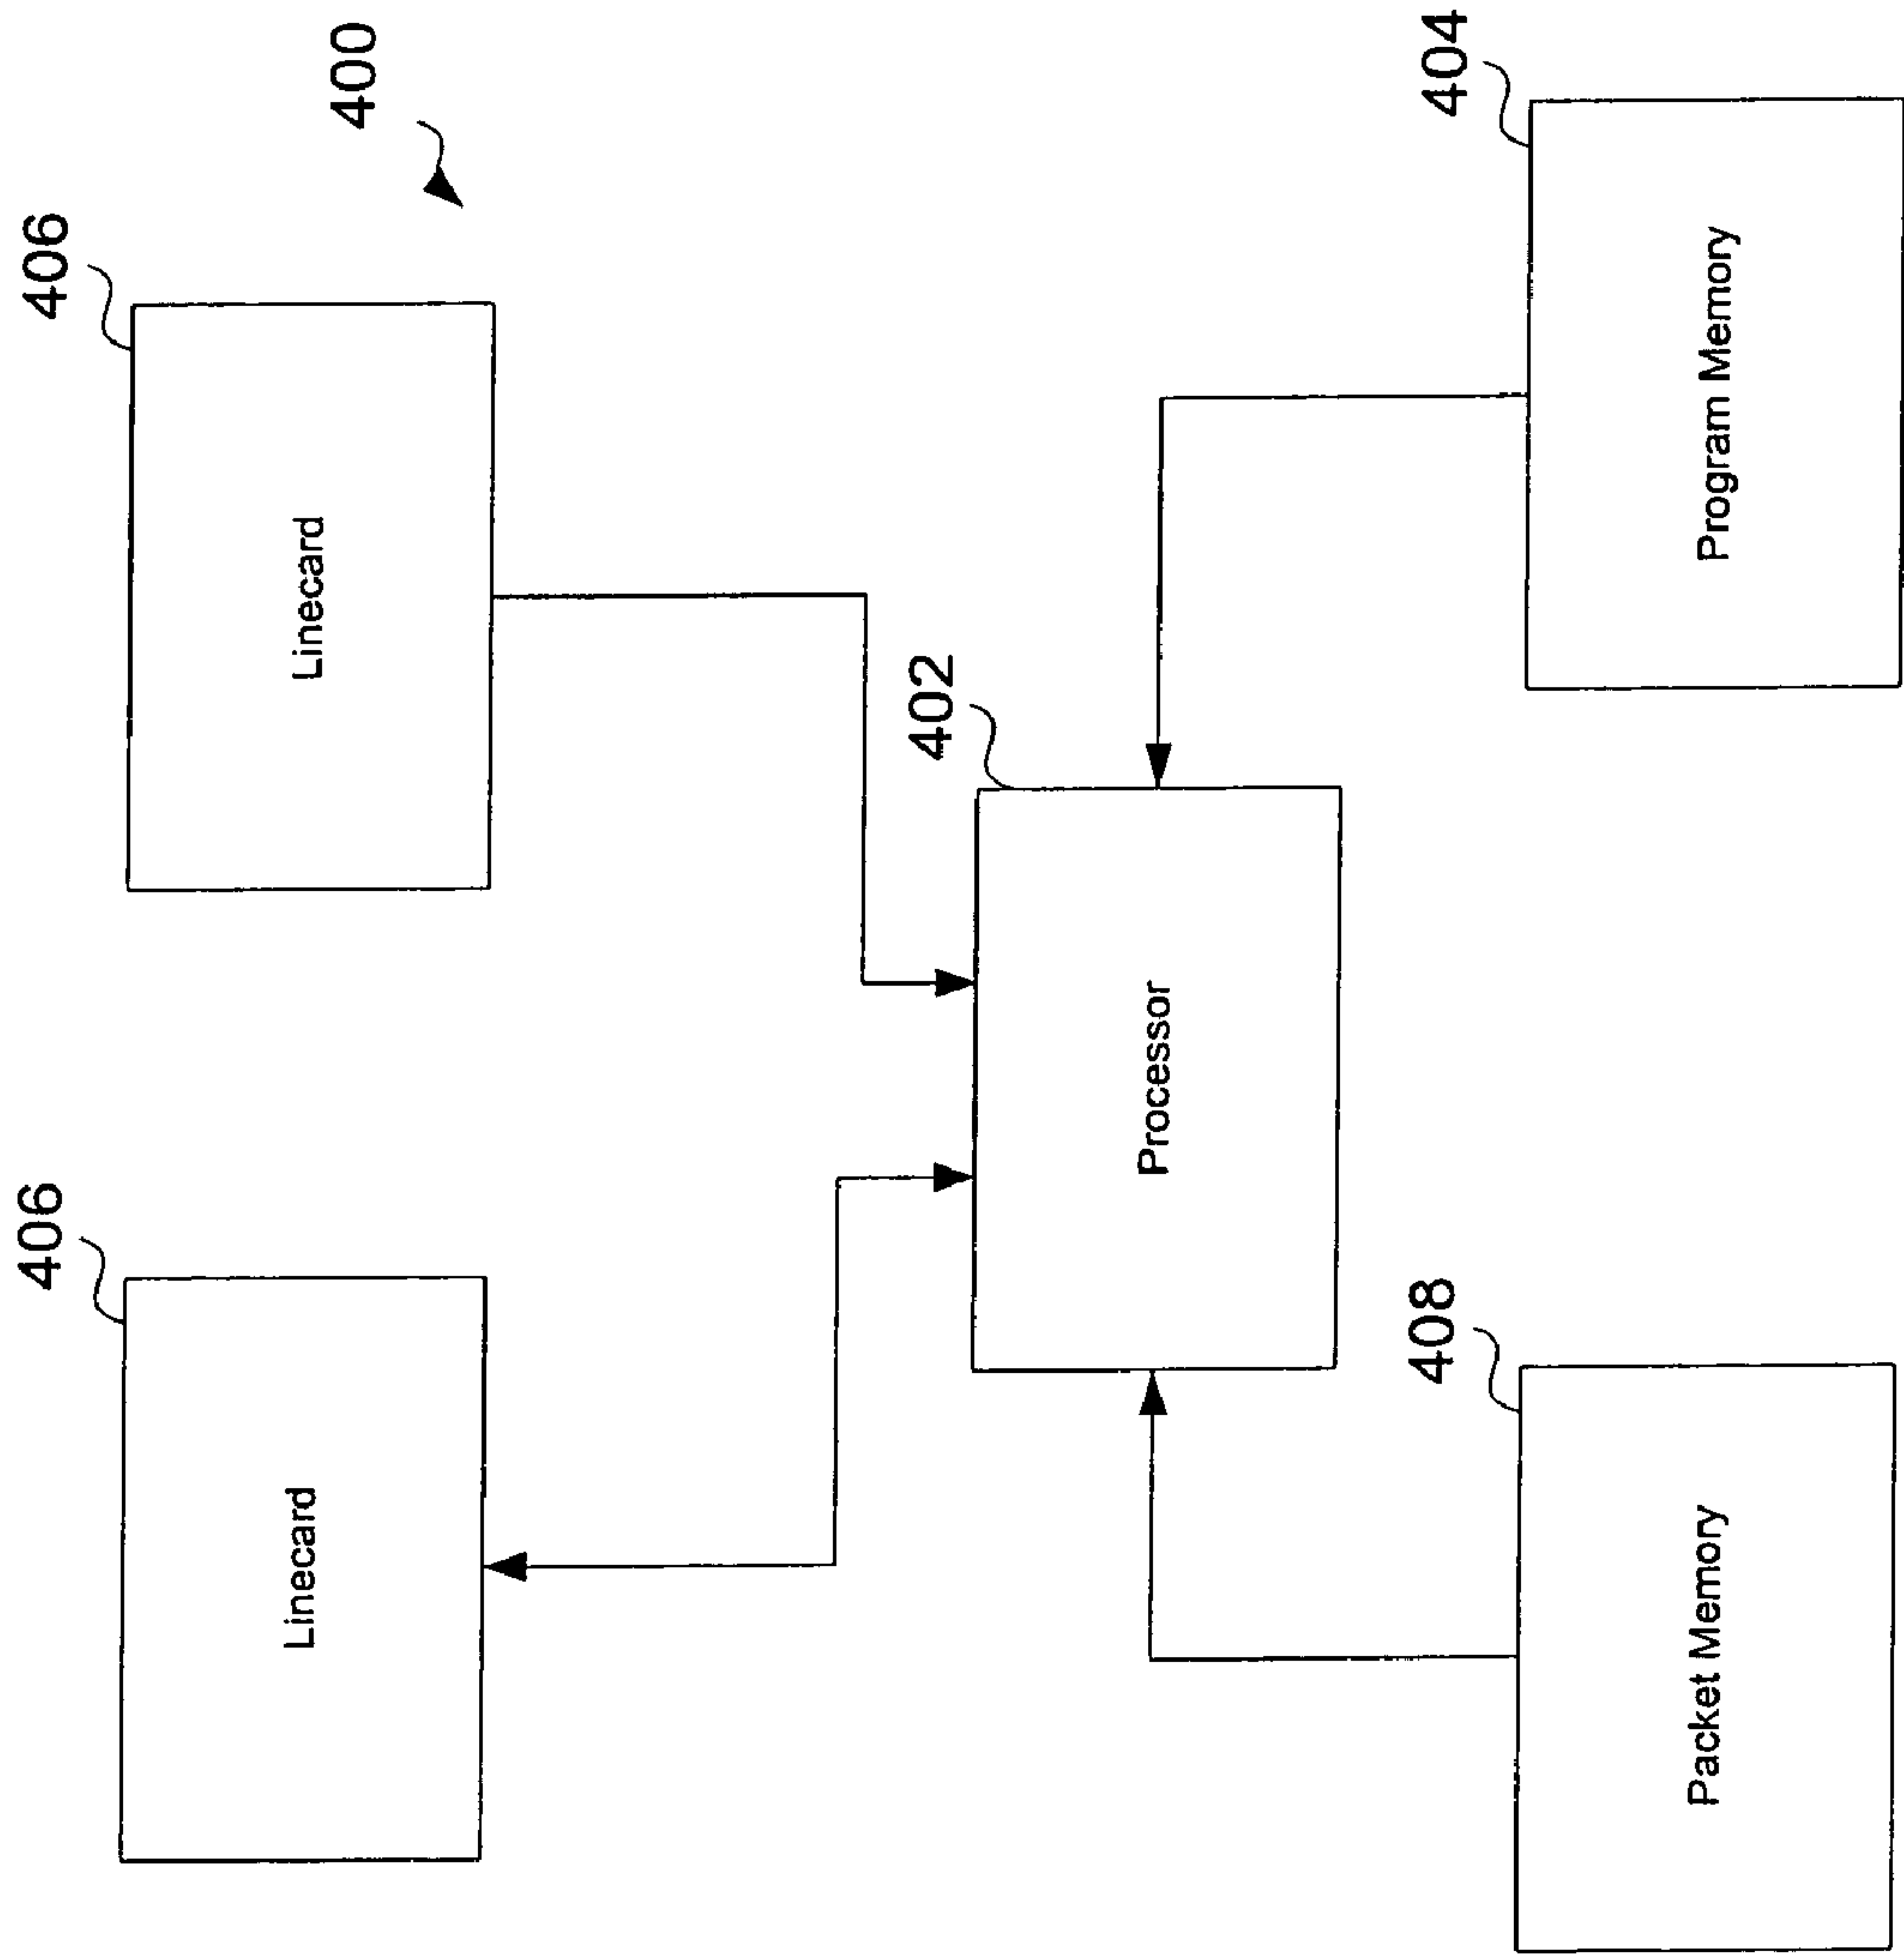 406
406
400
Linecard
Linecard
402
Processor
408
404
Packet Memory
Program Memory